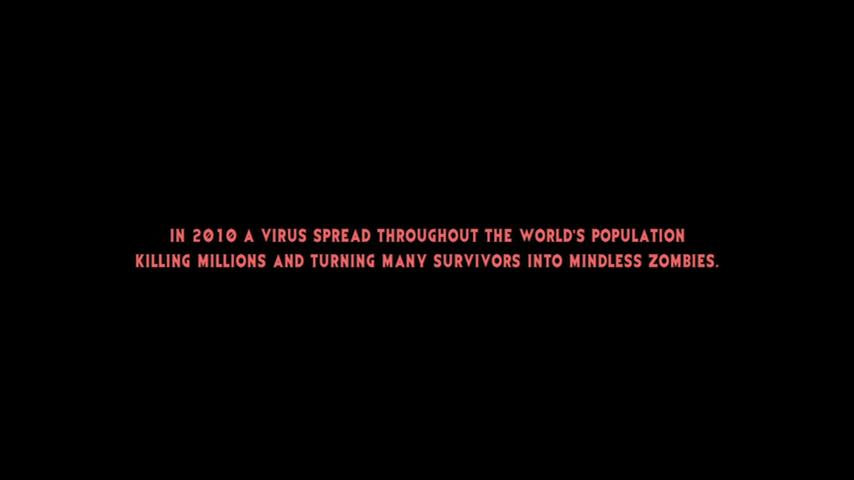 IN 2010 A VIRUS SPREAD THROUGHOUT THE WORLD'S POPULATION
KILLING MILLIONS AND TURNING MANY SURVIVORS INTO MINDLESS ZOMBIES.